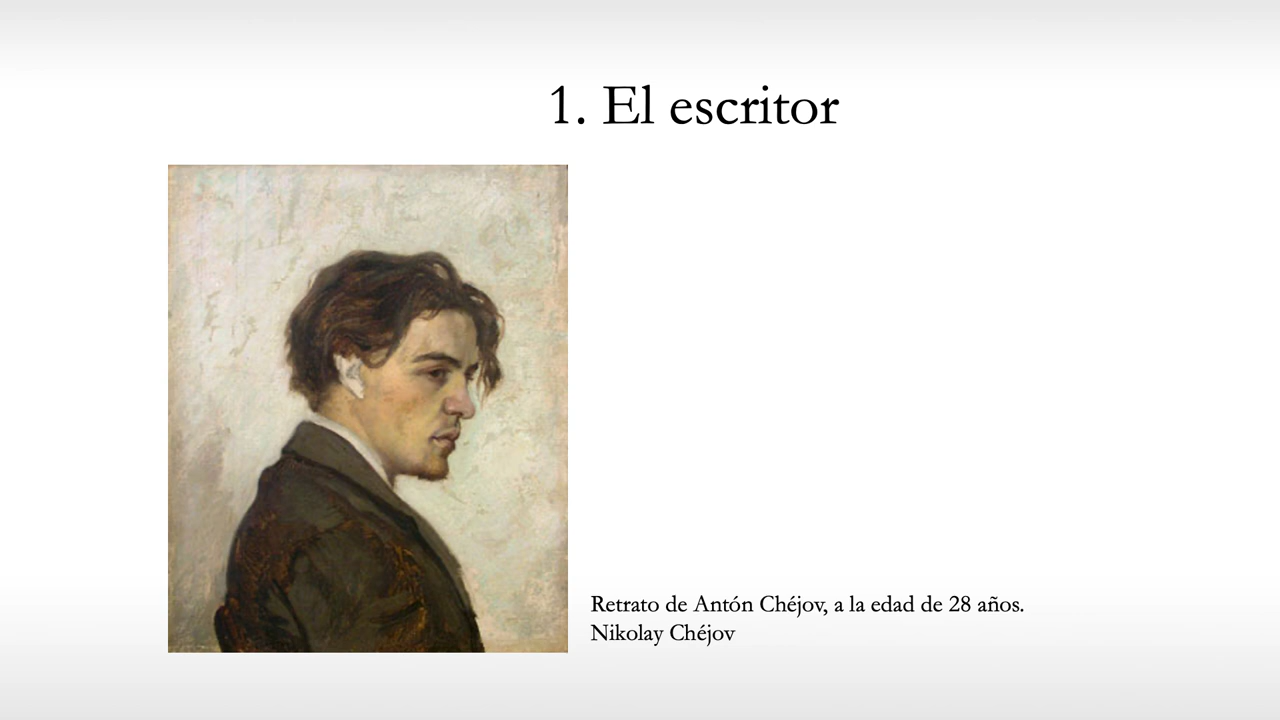 1. El escritor
Retrato de Antón Chéjov, a la edad de 28 años.
Nikolay Chéjov